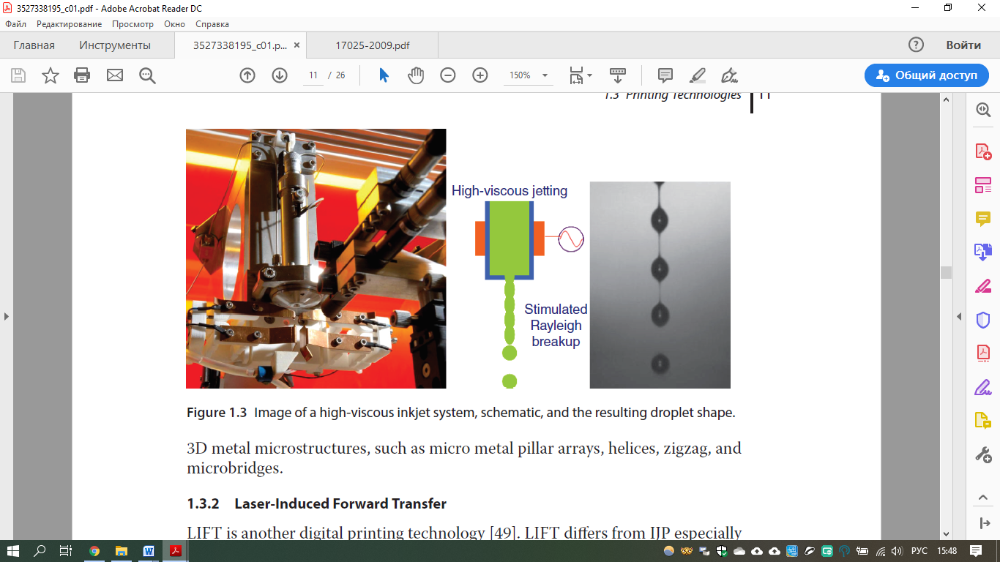 3527338195_c01.pdf - Adobe Acrobat Reader DC
Файл Редактирование Просмотр Окно Справка
Главная Инструменты 3527338195_c01.p... × 17025-2009.pdf Войти
11 / 26 150% Общий доступ
1.3 Printing Technologies 11
High-viscous jetting
Stimulated
Rayleigh
breakup
Figure 1.3 Image of a high-viscous inkjet system, schematic, and the resulting droplet shape.
3D metal microstructures, such as micro metal pillar arrays, helices, zigzag, and
microbridges.
1.3.2 Laser-Induced Forward Transfer
LIFT is another digital printing technology [49]. LIFT differs from IJP especially
РУС 15:48